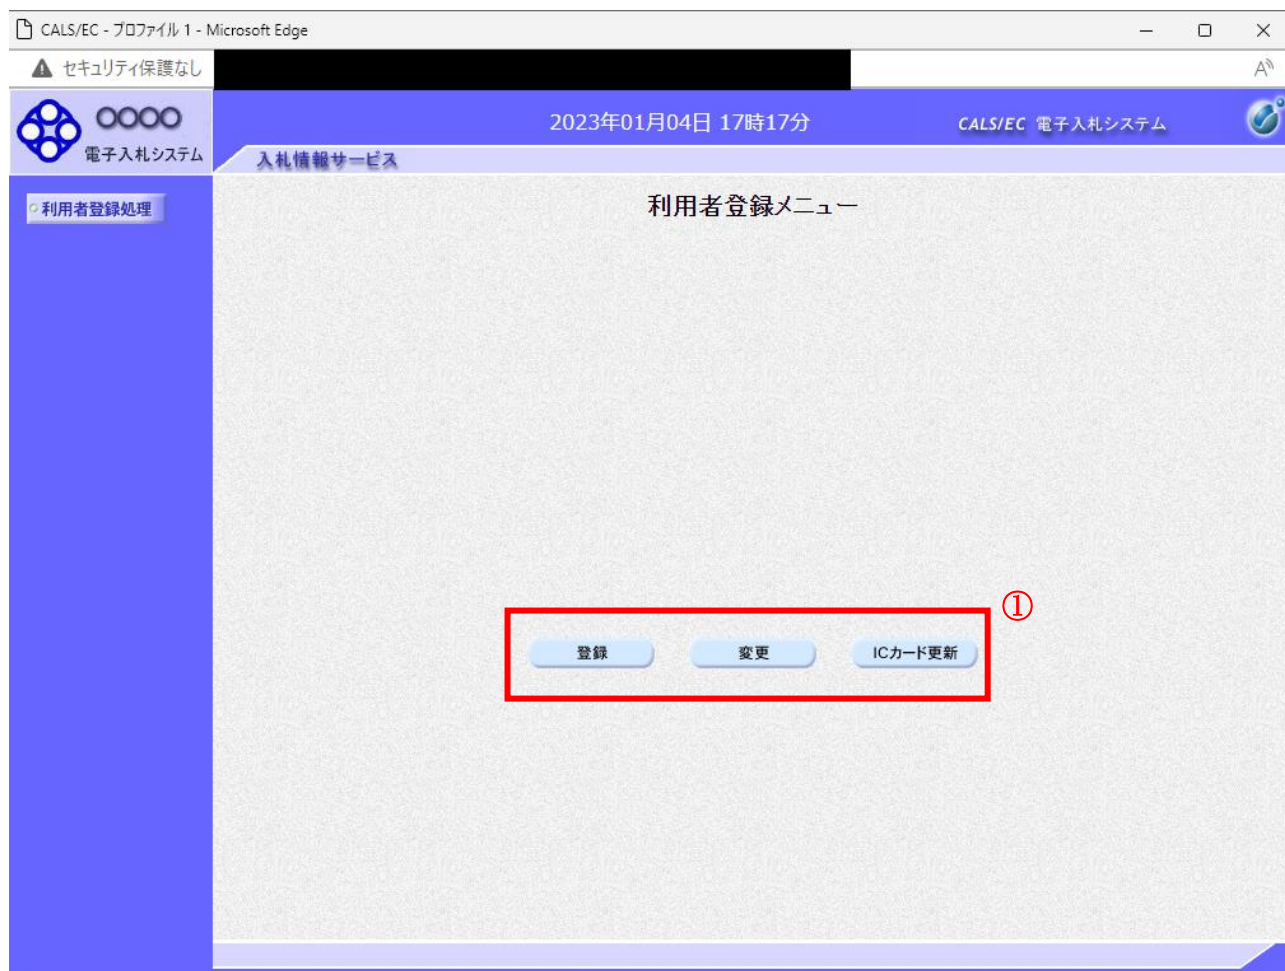 CALS/EC - プロファイル 1 - Microsoft Edge
セキュリティ保護なし
○○○○
電子入札システム
2023年01月04日 17時17分
CALS/EC 電子入札システム
入札情報サービス
利用者登録処理
利用者登録メニュー
①
登録
変更
ICカード更新